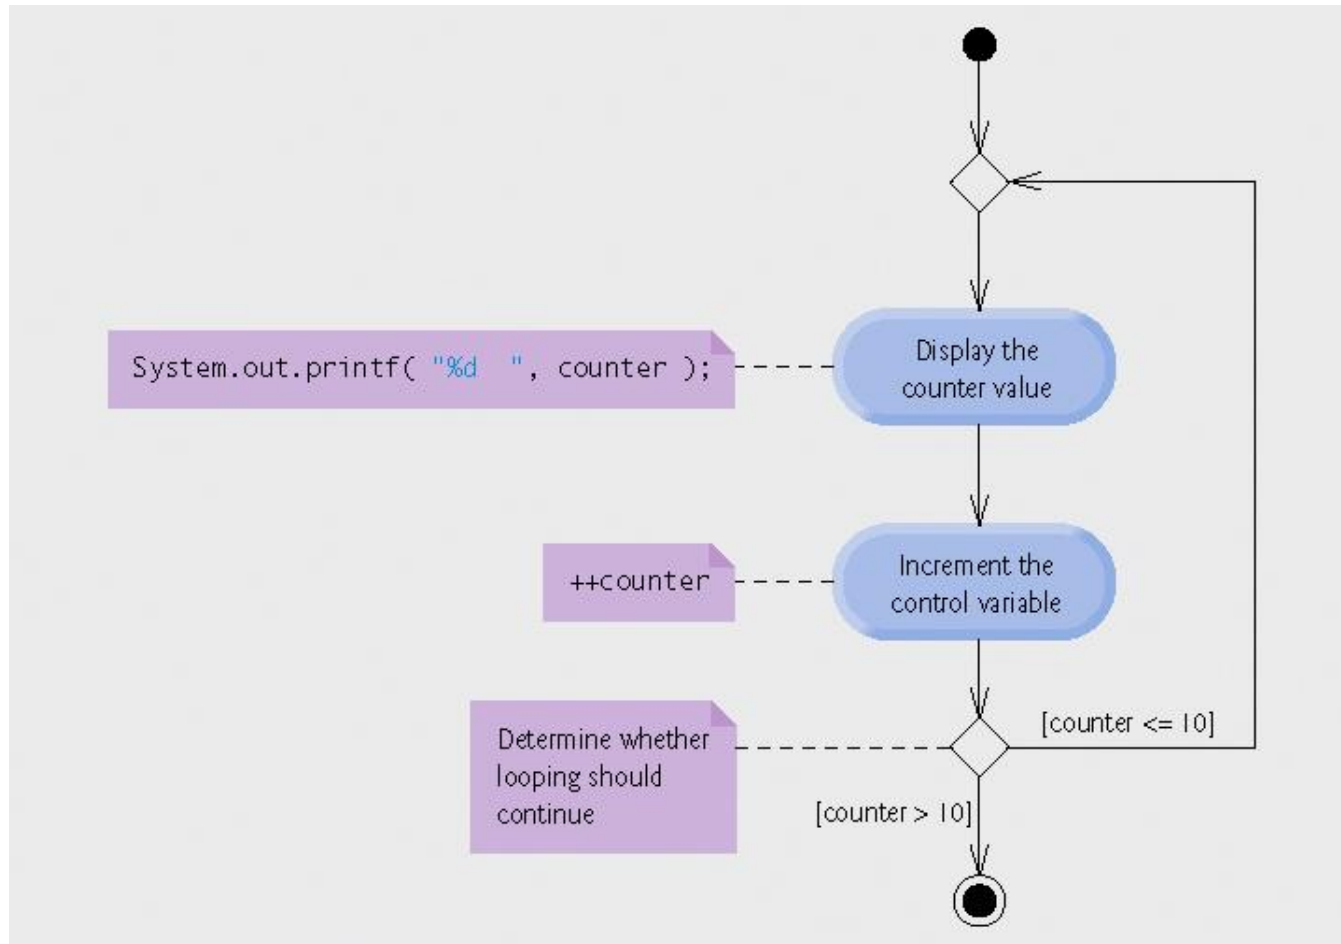 System.out.printf( "%d  ", counter );
Display the
counter value
++counter
Increment the
control variable
Determine whether
looping should
continue
[counter <= 10]
[counter > 10]